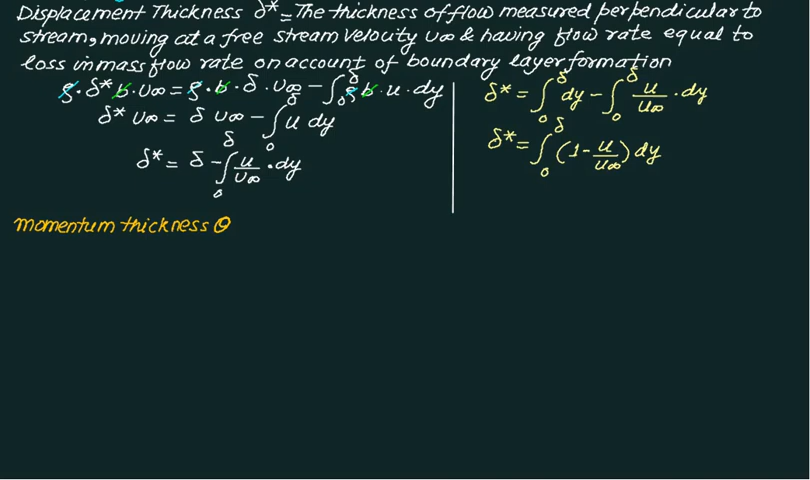 Displacement Thickness δ* = The thickness of flow measured perpendicular to
stream, moving at a free stream velocity U∞ & having flow rate equal to
loss in mass flow rate on account of boundary layer formation
ρ · δ* b · U∞ = ρ · b · δ · U∞ − ∫₀^δ ρ b · u · dy
δ* U∞ = δ U∞ − ∫₀^δ u dy
δ* = δ − ∫₀^δ u/U∞ · dy
δ* = ∫₀^δ dy − ∫₀^δ u/U∞ · dy
δ* = ∫₀^δ (1 − u/U∞) dy
momentum thickness θ